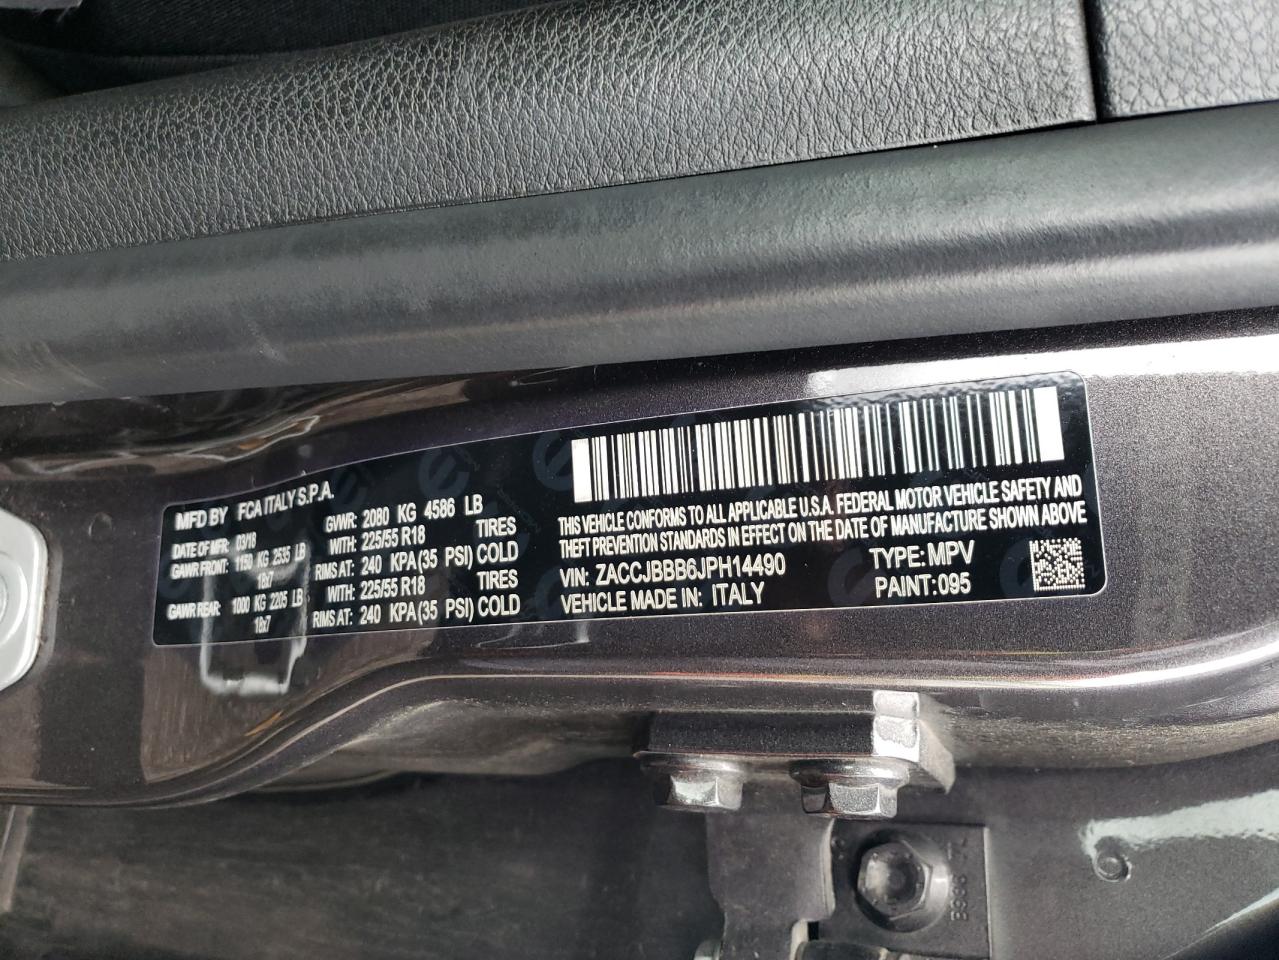 MFD BY FCA ITALY S.P.A.
DATE OF MFR: 03/18 GVWR: 2080 KG 4586 LB
GAWR FRONT: 1150 KG 2535 LB WITH: 225/55 R18 TIRES
18x7 RIMS AT: 240 KPA(35 PSI) COLD
GAWR REAR: 1000 KG 2205 LB WITH: 225/55 R18 TIRES
18x7 RIMS AT: 240 KPA(35 PSI) COLD
THIS VEHICLE CONFORMS TO ALL APPLICABLE U.S.A. FEDERAL MOTOR VEHICLE SAFETY AND
THEFT PREVENTION STANDARDS IN EFFECT ON THE DATE OF MANUFACTURE SHOWN ABOVE
VIN: ZACCJBBB6JPH14490 TYPE: MPV
VEHICLE MADE IN: ITALY PAINT:095